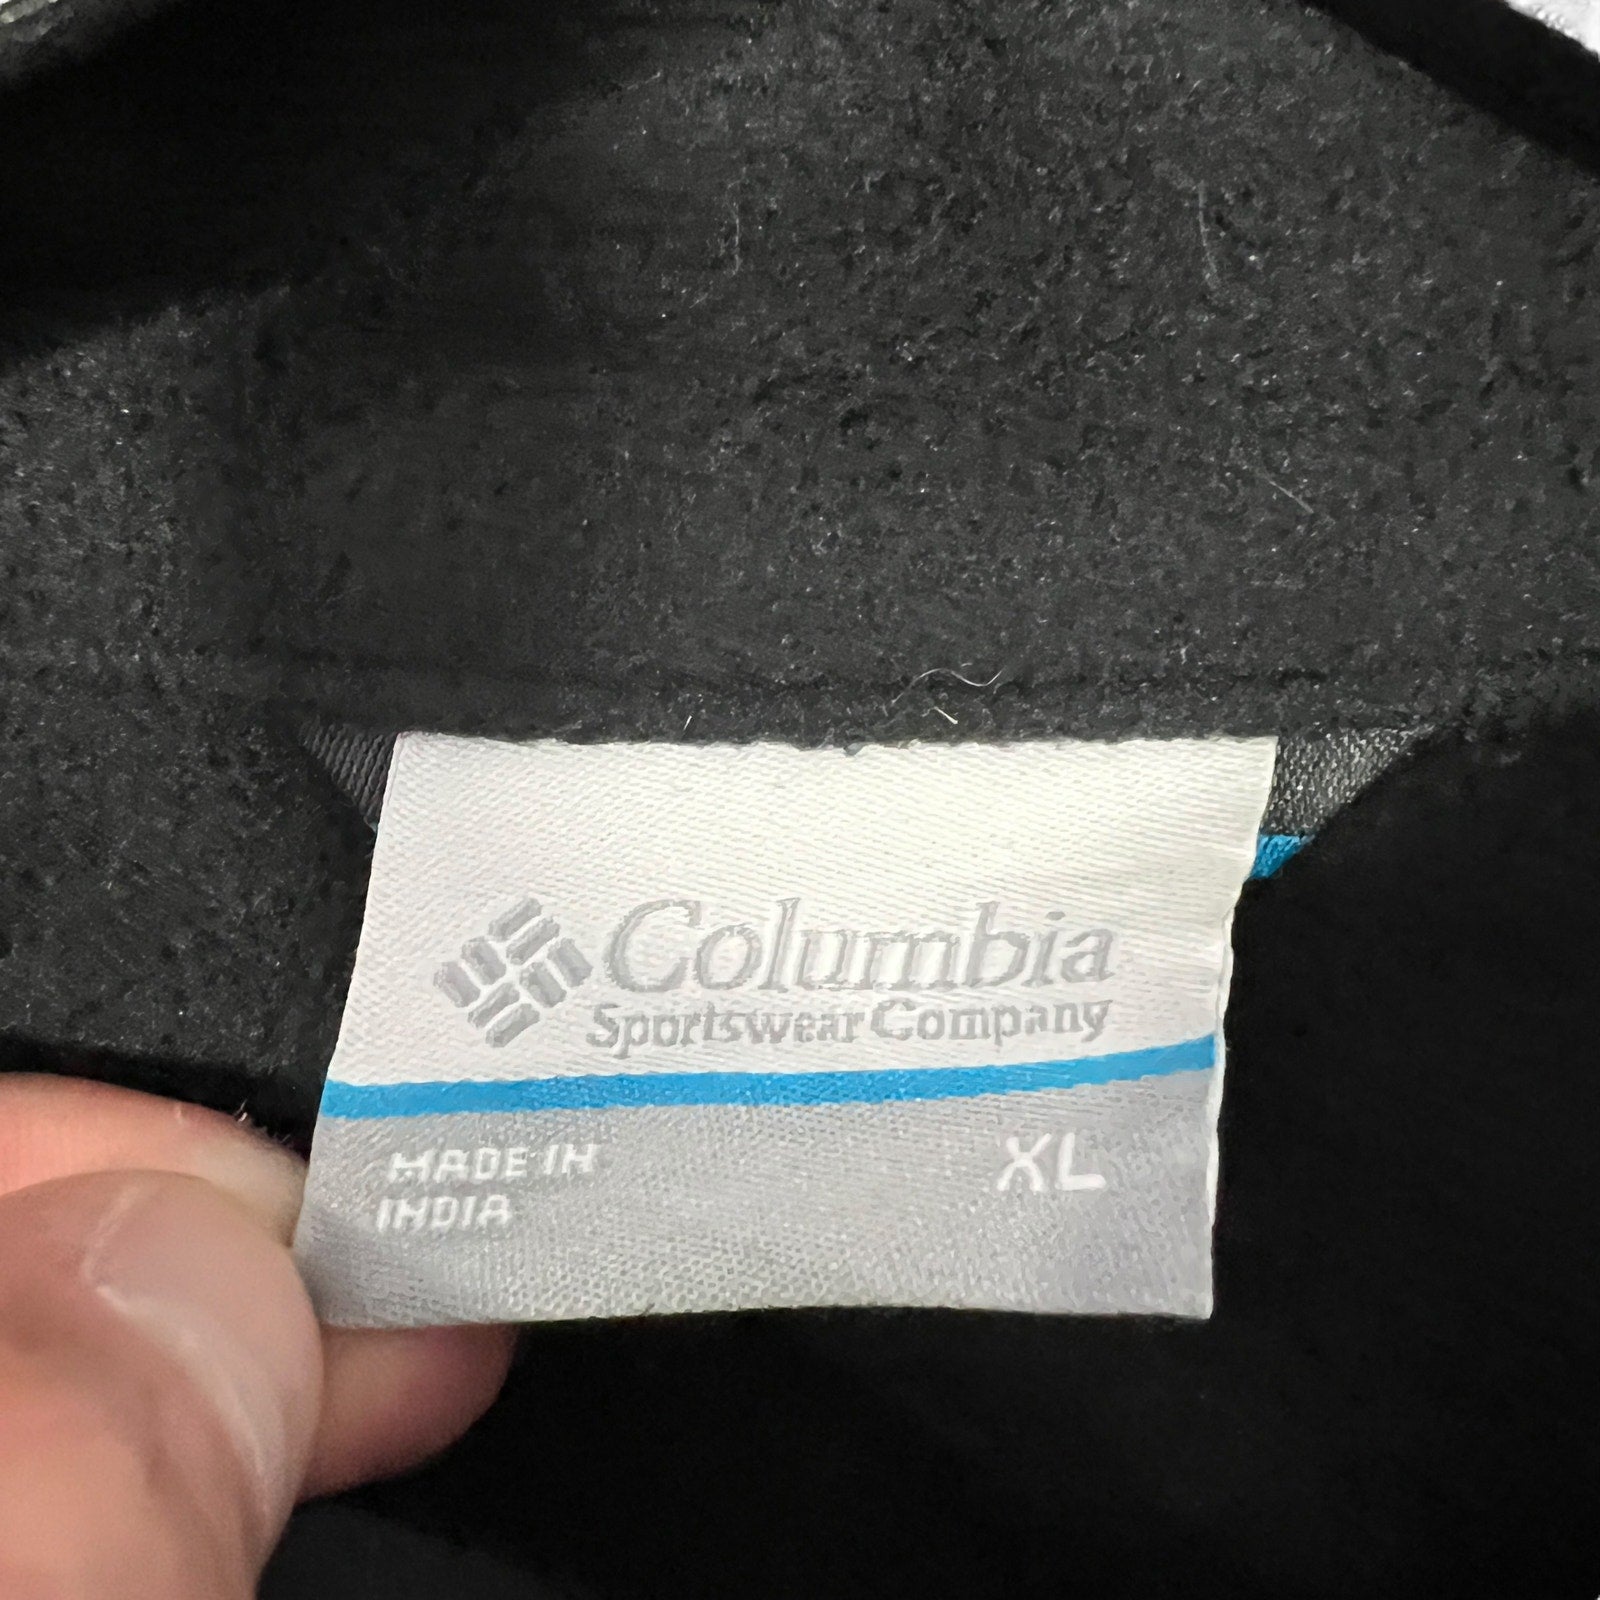 Columbia
Sportswear Company
MADE IN
INDIA
XL